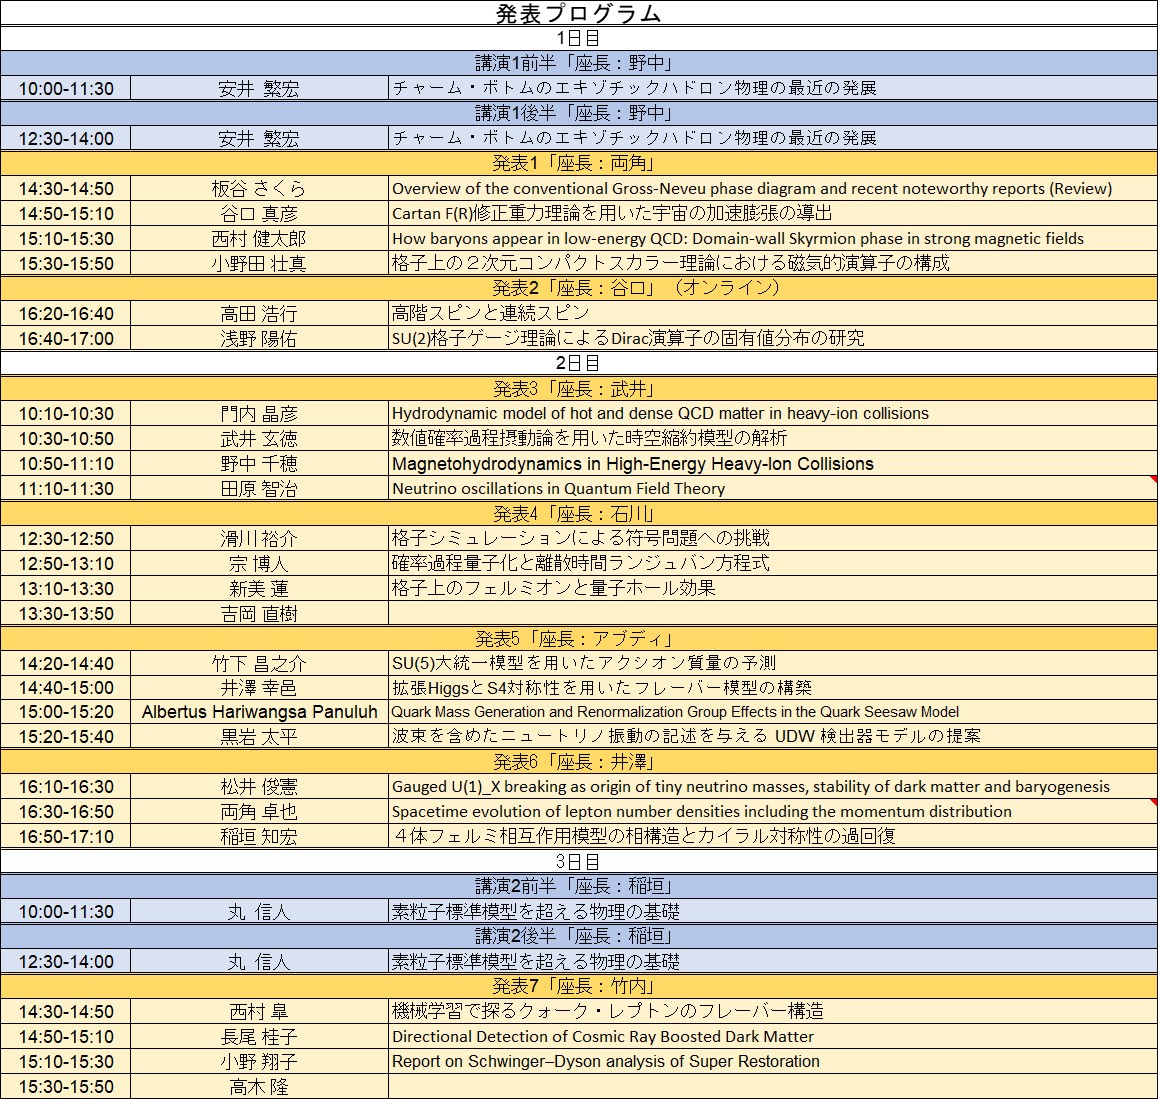 発表プログラム
1日目
講演1前半「座長：野中」
10:00-11:30 安井 繁宏 チャーム・ボトムのエキゾチックハドロン物理の最近の発展
講演1後半「座長：野中」
12:30-14:00 安井 繁宏 チャーム・ボトムのエキゾチックハドロン物理の最近の発展
発表1「座長：両角」
14:30-14:50 板谷 さくら Overview of the conventional Gross-Neveu phase diagram and recent noteworthy reports (Review)
14:50-15:10 谷口 真彦 Cartan F(R)修正重力理論を用いた宇宙の加速膨張の導出
15:10-15:30 西村 健太郎 How baryons appear in low-energy QCD: Domain-wall Skyrmion phase in strong magnetic fields
15:30-15:50 小野田 壮真 格子上の２次元コンパクトスカラー理論における磁気的演算子の構成
発表2「座長：谷口」（オンライン）
16:20-16:40 高田 浩行 高階スピンと連続スピン
16:40-17:00 浅野 陽佑 SU(2)格子ゲージ理論によるDirac演算子の固有値分布の研究
2日目
発表3「座長：武井」
10:10-10:30 門内 晶彦 Hydrodynamic model of hot and dense QCD matter in heavy-ion collisions
10:30-10:50 武井 玄徳 数値確率過程摂動論を用いた時空縮約模型の解析
10:50-11:10 野中 千穂 Magnetohydrodynamics in High-Energy Heavy-Ion Collisions
11:10-11:30 田原 智治 Neutrino oscillations in Quantum Field Theory
発表4「座長：石川」
12:30-12:50 滑川 裕介 格子シミュレーションによる符号問題への挑戦
12:50-13:10 宗 博人 確率過程量子化と離散時間ランジュバン方程式
13:10-13:30 新美 蓮 格子上のフェルミオンと量子ホール効果
13:30-13:50 吉岡 直樹
発表5「座長：アブディ」
14:20-14:40 竹下 昌之介 SU(5)大統一模型を用いたアクシオン質量の予測
14:40-15:00 井澤 幸邑 拡張HiggsとS4対称性を用いたフレーバー模型の構築
15:00-15:20 Albertus Hariwangsa Panuluh Quark Mass Generation and Renormalization Group Effects in the Quark Seesaw Model
15:20-15:40 黒岩 太平 波束を含めたニュートリノ振動の記述を与える UDW 検出器モデルの提案
発表6「座長：井澤」
16:10-16:30 松井 俊憲 Gauged U(1)_X breaking as origin of tiny neutrino masses, stability of dark matter and baryogenesis
16:30-16:50 両角 卓也 Spacetime evolution of lepton number densities including the momentum distribution
16:50-17:10 稲垣 知宏 ４体フェルミ相互作用模型の相構造とカイラル対称性の過回復
3日目
講演2前半「座長：稲垣」
10:00-11:30 丸 信人 素粒子標準模型を超える物理の基礎
講演2後半「座長：稲垣」
12:30-14:00 丸 信人 素粒子標準模型を超える物理の基礎
発表7「座長：竹内」
14:30-14:50 西村 皐 機械学習で探るクォーク・レプトンのフレーバー構造
14:50-15:10 長尾 桂子 Directional Detection of Cosmic Ray Boosted Dark Matter
15:10-15:30 小野 翔子 Report on Schwinger–Dyson analysis of Super Restoration
15:30-15:50 高木 隆